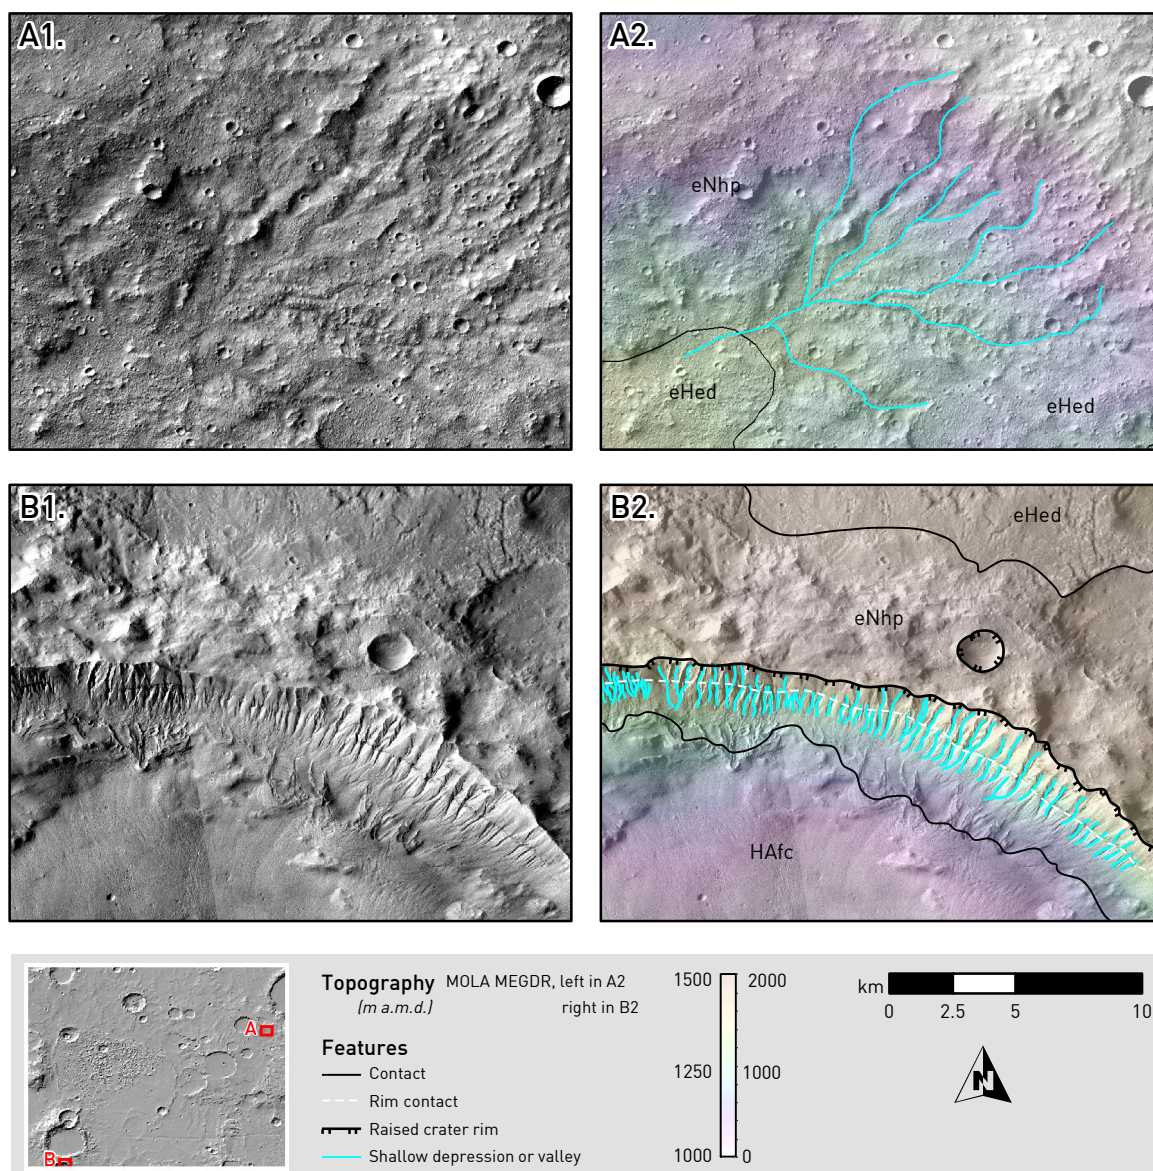 A1.
A2.
eNhp
eHed
eHed
B1.
B2.
eHed
eNhp
HAfc
A
B
Topography MOLA MEGDR, left in A2
(m a.m.d.) right in B2
Features
Contact
Rim contact
Raised crater rim
Shallow depression or valley
1500 2000
1250 1000
1000 0
km
0 2.5 5 10
N